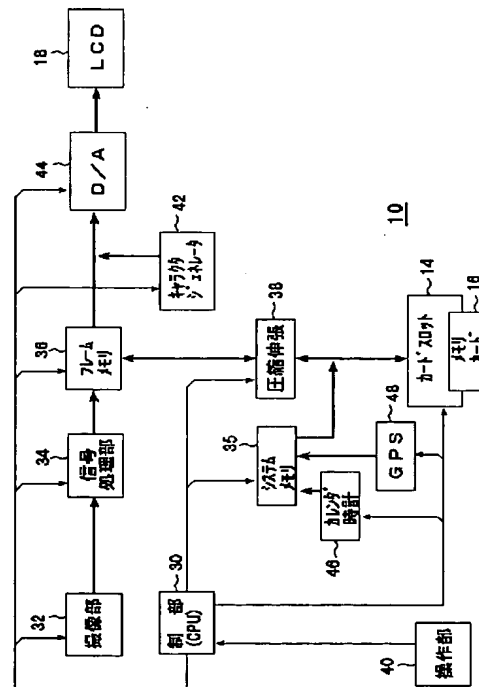 32
撮像部
34
信号
処理部
36
フレーム
メモリ
44
D/A
18
LCD
42
キャラクタ
ジェネレータ
10
30
制 部
(CPU)
35
システム
メモリ
38
圧縮伸張
46
カレンダ
時計
48
GPS
14
カードスロット
16
メモリ
カード
40
操作部